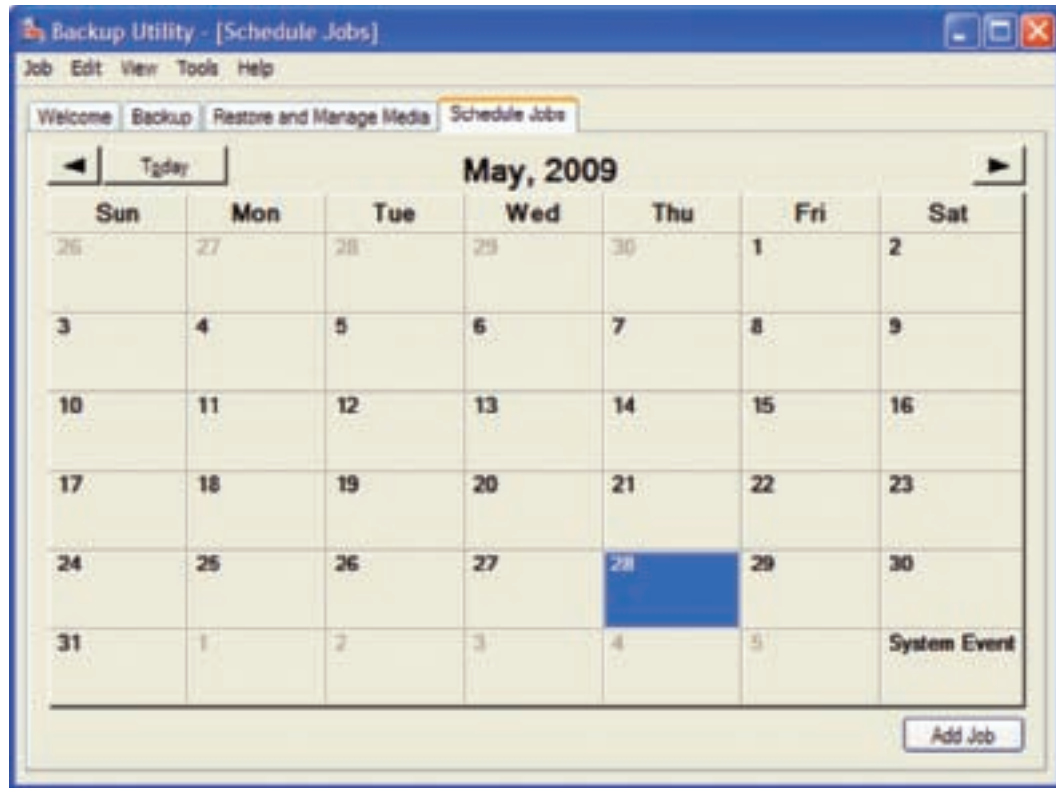 Backup Utility - [Schedule Jobs]
Job Edit View Tools Help
Welcome Backup Restore and Manage Media Schedule Jobs
Today May, 2009
Sun Mon Tue Wed Thu Fri Sat
26 27 28 29 30 1 2
3 4 5 6 7 8 9
10 11 12 13 14 15 16
17 18 19 20 21 22 23
24 25 26 27 28 29 30
31 1 2 3 4 5 System Event
Add Job